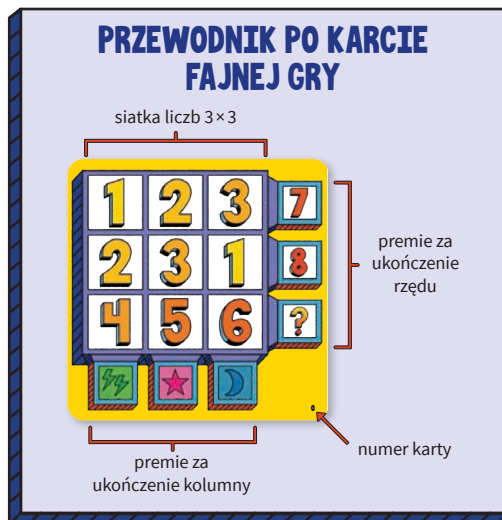 PRZEWODNIK PO KARCIE
FAJNEJ GRY
siatka liczb 3×3
1 2 3 7
2 3 1 8
4 5 6 ?
premie za
ukończenie
rzędu
premie za
ukończenie kolumny
numer karty